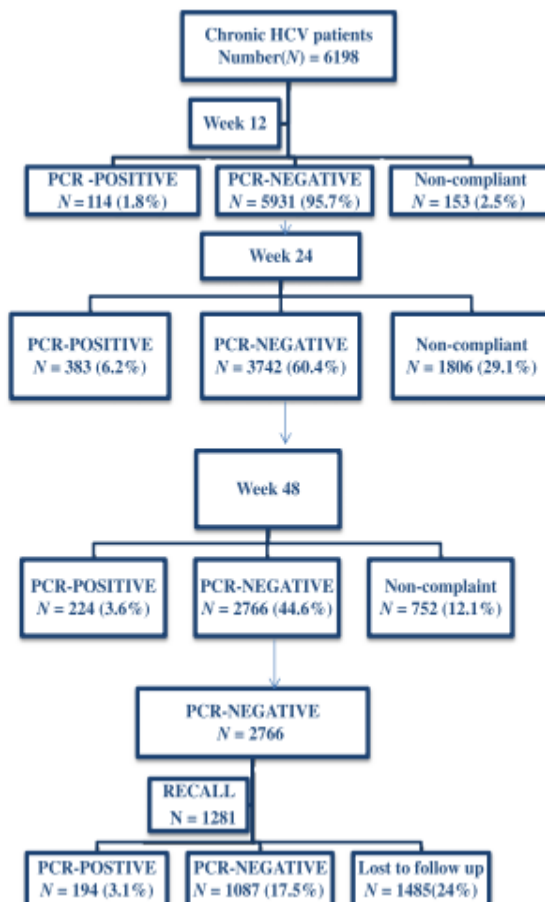 Chronic HCV patients
Number(N) = 6198
Week 12
PCR -POSITIVE
N = 114 (1.8%)
PCR-NEGATIVE
N = 5931 (95.7%)
Non-compliant
N = 153 (2.5%)
Week 24
PCR-POSITIVE
N = 383 (6.2%)
PCR-NEGATIVE
N = 3742 (60.4%)
Non-compliant
N = 1806 (29.1%)
Week 48
PCR-POSITIVE
N = 224 (3.6%)
PCR-NEGATIVE
N = 2766 (44.6%)
Non-complaint
N = 752 (12.1%)
PCR-NEGATIVE
N = 2766
RECALL
N = 1281
PCR-POSTIVE
N = 194 (3.1%)
PCR-NEGATIVE
N = 1087 (17.5%)
Lost to follow up
N = 1485(24%)